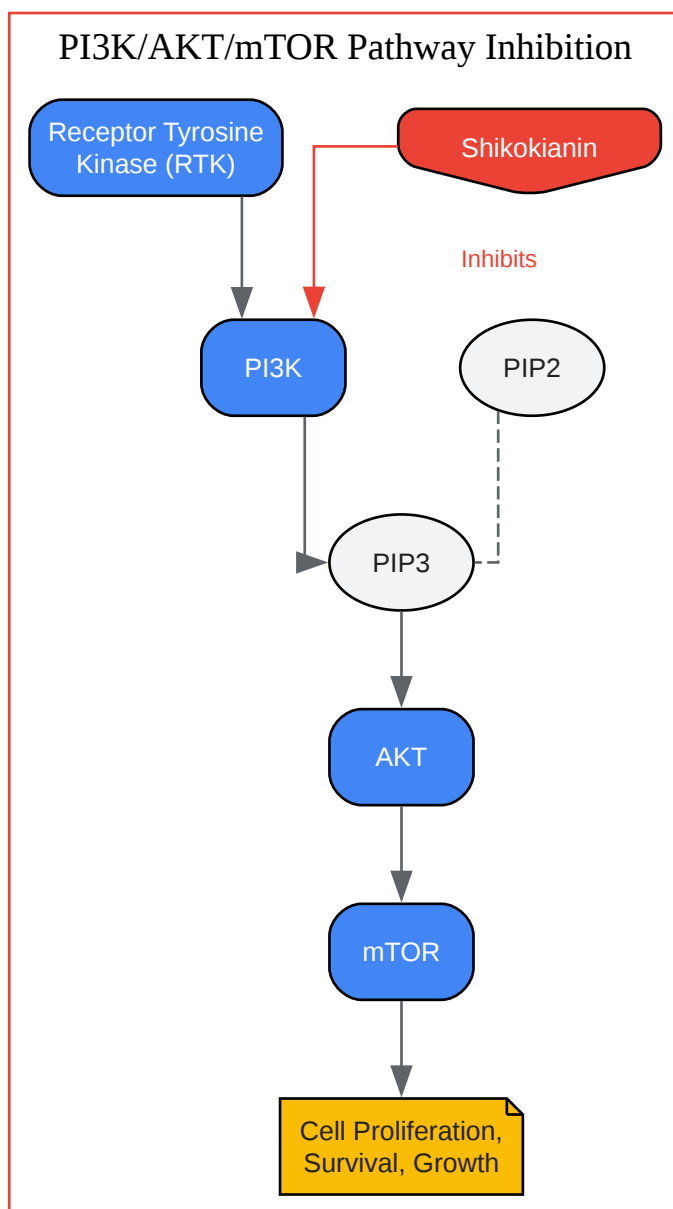 PI3K/AKT/mTOR Pathway Inhibition
Receptor Tyrosine
Kinase (RTK)
Shikokianin
Inhibits
PI3K
PIP2
PIP3
AKT
mTOR
Cell Proliferation,
Survival, Growth